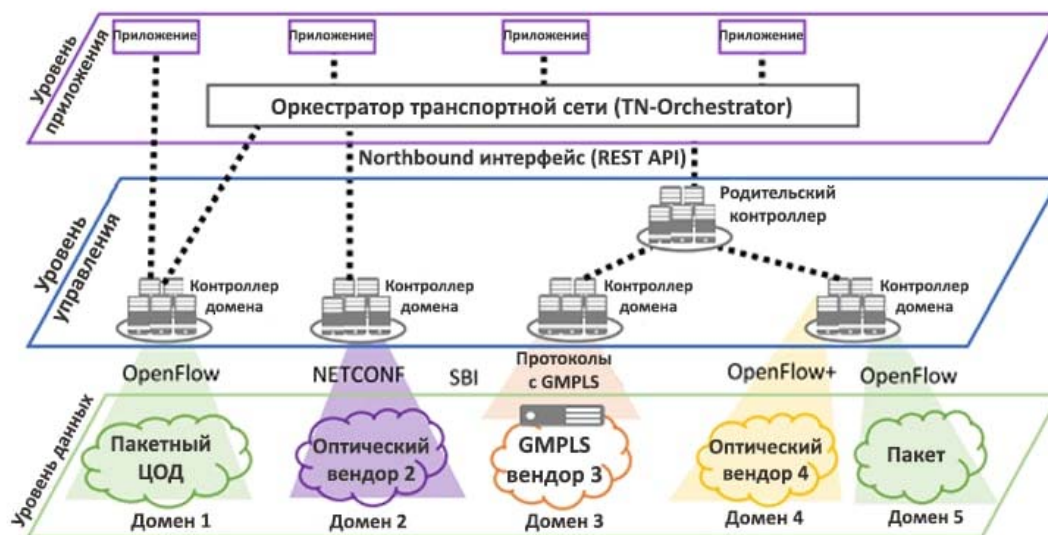 Уровень
приложения
Приложение
Приложение
Приложение
Приложение
Оркестратор транспортной сети (TN-Orchestrator)
Northbound интерфейс (REST API)
Уровень
управления
Родительский
контроллер
Контроллер
домена
Контроллер
домена
Контроллер
домена
Контроллер
домена
OpenFlow
NETCONF
SBI
Протоколы
с GMPLS
OpenFlow+
OpenFlow
Уровень данных
Пакетный
ЦОД
Оптический
вендор 2
GMPLS
вендор 3
Оптический
вендор 4
Пакет
Домен 1
Домен 2
Домен 3
Домен 4
Домен 5